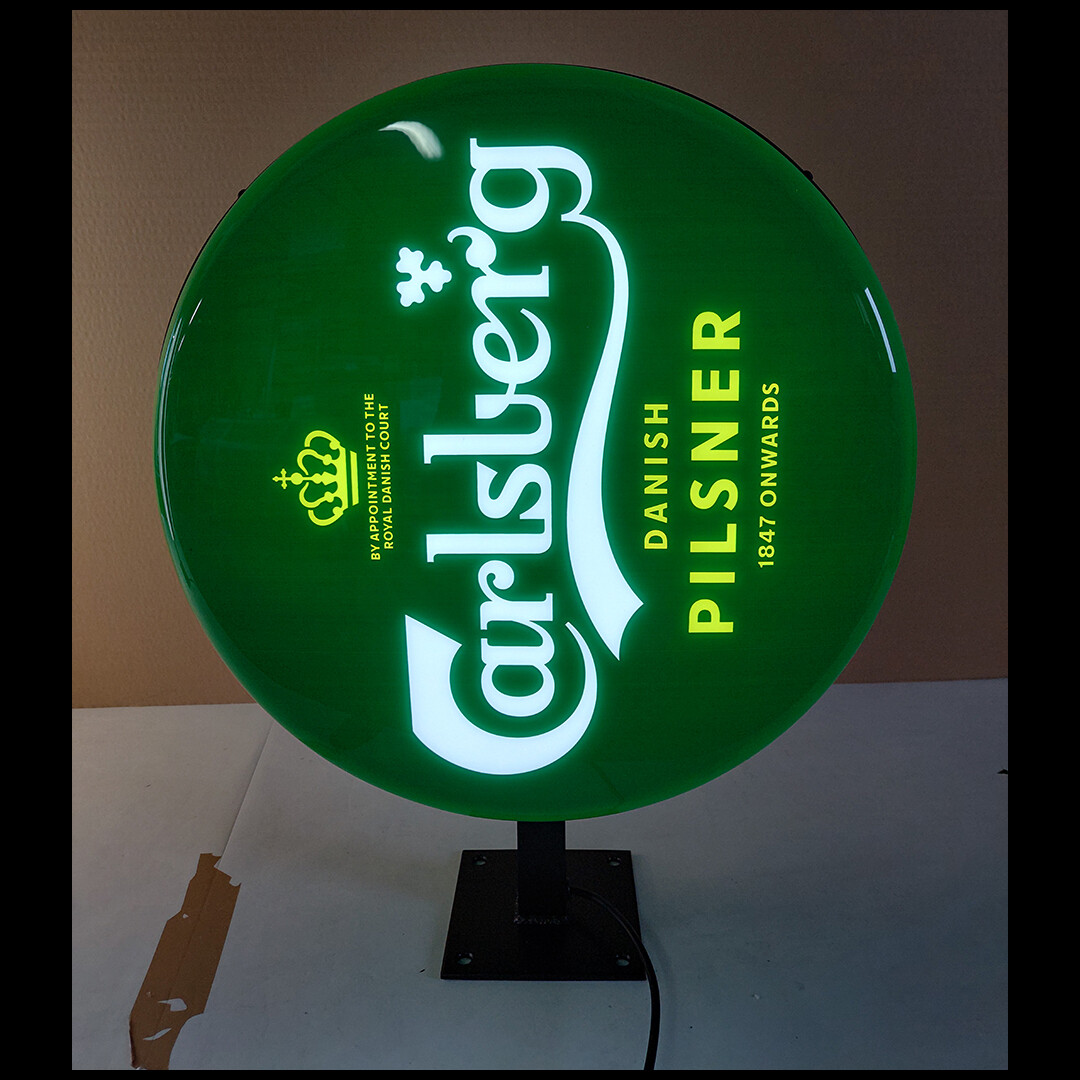 BY APPOINTMENT TO THE
ROYAL DANISH COURT
Carlsberg
DANISH
PILSNER
1847 ONWARDS